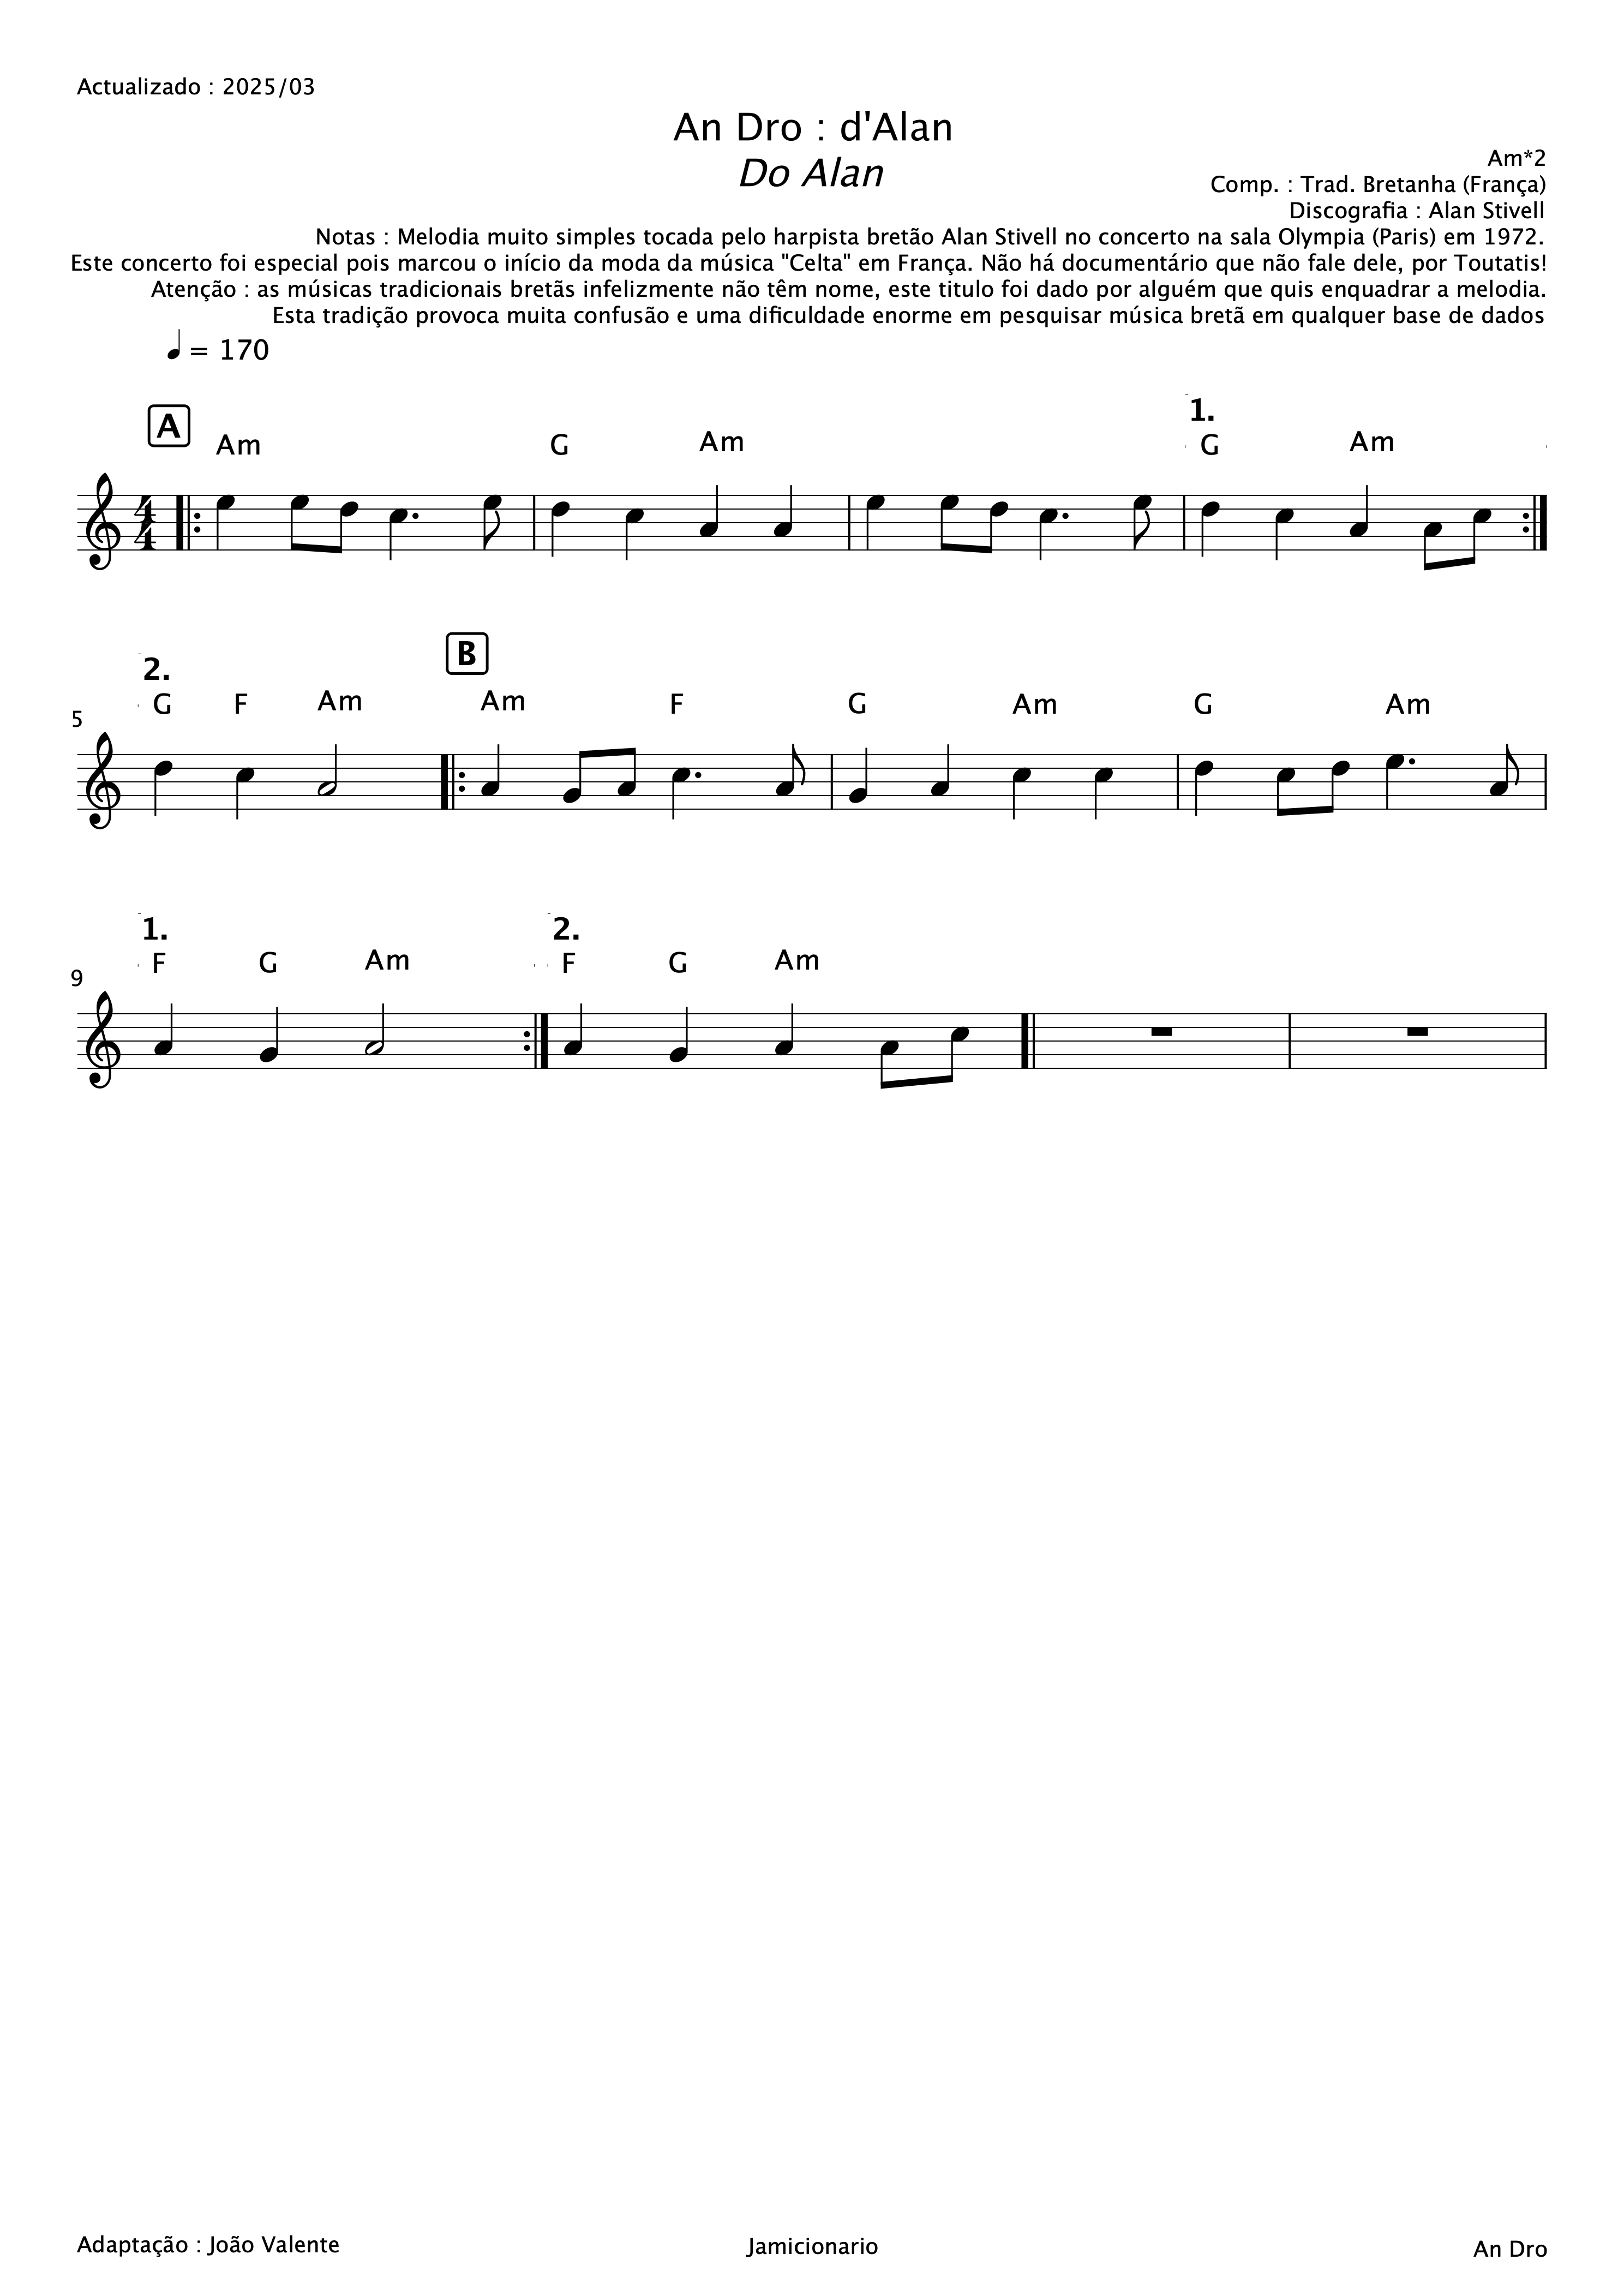 Actualizado : 2025/03
An Dro : d'Alan
Do Alan
Am*2
Comp. : Trad. Bretanha (França)
Discografia : Alan Stivell
Notas : Melodia muito simples tocada pelo harpista bretão Alan Stivell no concerto na sala Olympia (Paris) em 1972.
Este concerto foi especial pois marcou o início da moda da música "Celta" em França. Não há documentário que não fale dele, por Toutatis!
Atenção : as músicas tradicionais bretãs infelizmente não têm nome, este titulo foi dado por alguém que quis enquadrar a melodia.
Esta tradição provoca muita confusão e uma dificuldade enorme em pesquisar música bretã em qualquer base de dados
= 170
A
1.
Am G Am G Am
4
4
2. B
G F Am Am F G Am G Am
5
1. 2.
F G Am F G Am
9
Adaptação : João Valente
Jamicionario
An Dro